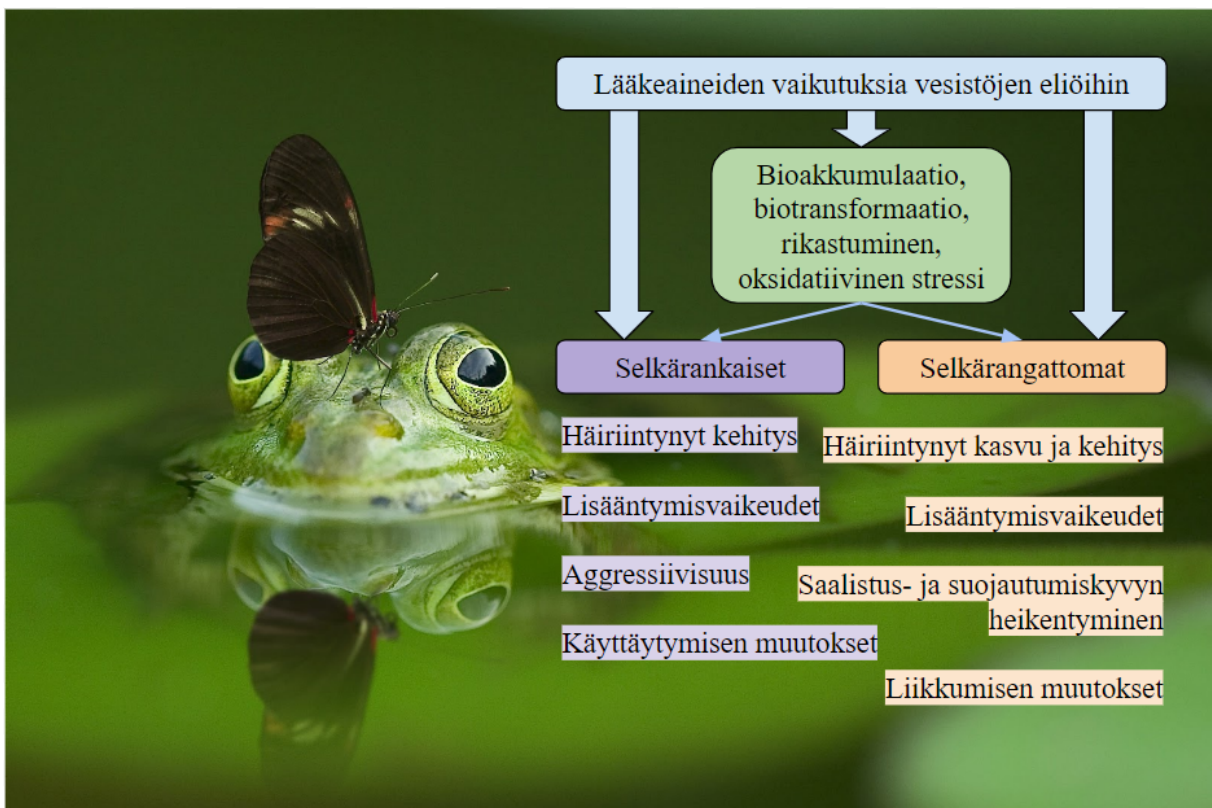 Lääkeaineiden vaikutuksia vesistöjen eliöihin
Bioakkumulaatio,
biotransformaatio,
rikastuminen,
oksidatiivinen stressi
Selkärankaiset
Häiriintynyt kehitys
Lisääntymisvaikeudet
Aggressiivisuus
Käyttäytymisen muutokset
Selkärangattomat
Häiriintynyt kasvu ja kehitys
Lisääntymisvaikeudet
Saalistus- ja suojautumiskyvyn
heikentyminen
Liikkumisen muutokset